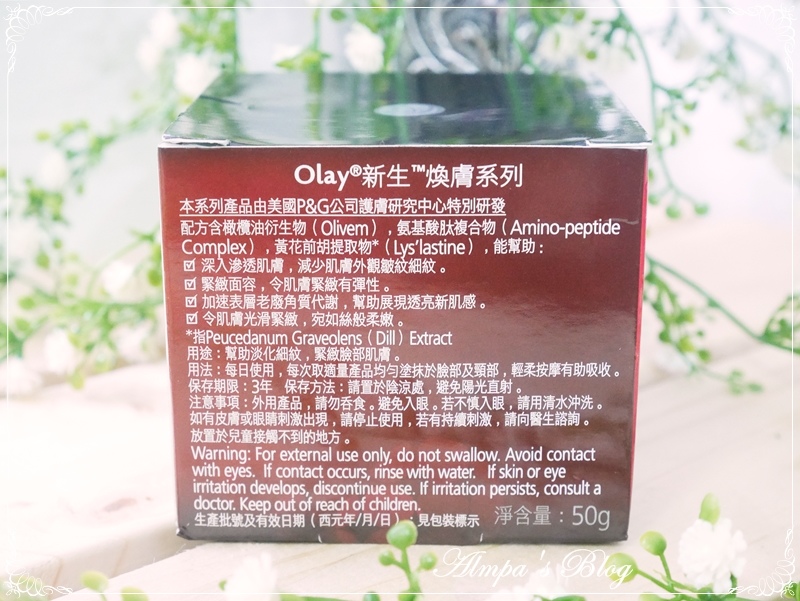 Olay®新生™煥膚系列
本系列產品由美國P&G公司護膚研究中心特別研發
配方含橄欖油衍生物（Olivem），氨基酸肽複合物（Amino-peptide
Complex），黃花前胡提取物*（Lys'lastine），能幫助：
☑ 深入滲透肌膚，減少肌膚外觀皺紋細紋。
☑ 緊緻面容，令肌膚緊緻有彈性。
☑ 加速表層老廢角質代謝，幫助展現透亮新肌感。
☑ 令肌膚光滑緊緻，宛如絲般柔嫩。
*指Peucedanum Graveolens（Dill）Extract
用途：幫助淡化細紋，緊緻臉部肌膚。
用法：每日使用，每次取適量產品均勻塗抹於臉部及頸部，輕柔按摩有助吸收。
保存期限：3年 保存方法：請置於陰涼處，避免陽光直射。
注意事項：外用產品，請勿吞食。避免入眼。若不慎入眼，請用清水沖洗。
如有皮膚或眼睛刺激出現，請停止使用，若有持續刺激，請向醫生諮詢。
放置於兒童接觸不到的地方。
Warning: For external use only, do not swallow. Avoid contact
with eyes. If contact occurs, rinse with water. If skin or eye
irritation develops, discontinue use. If irritation persists, consult a
doctor. Keep out of reach of children.
生產批號及有效日期（西元年/月/日）：見包裝標示 淨含量：50g
Almpa's Blog